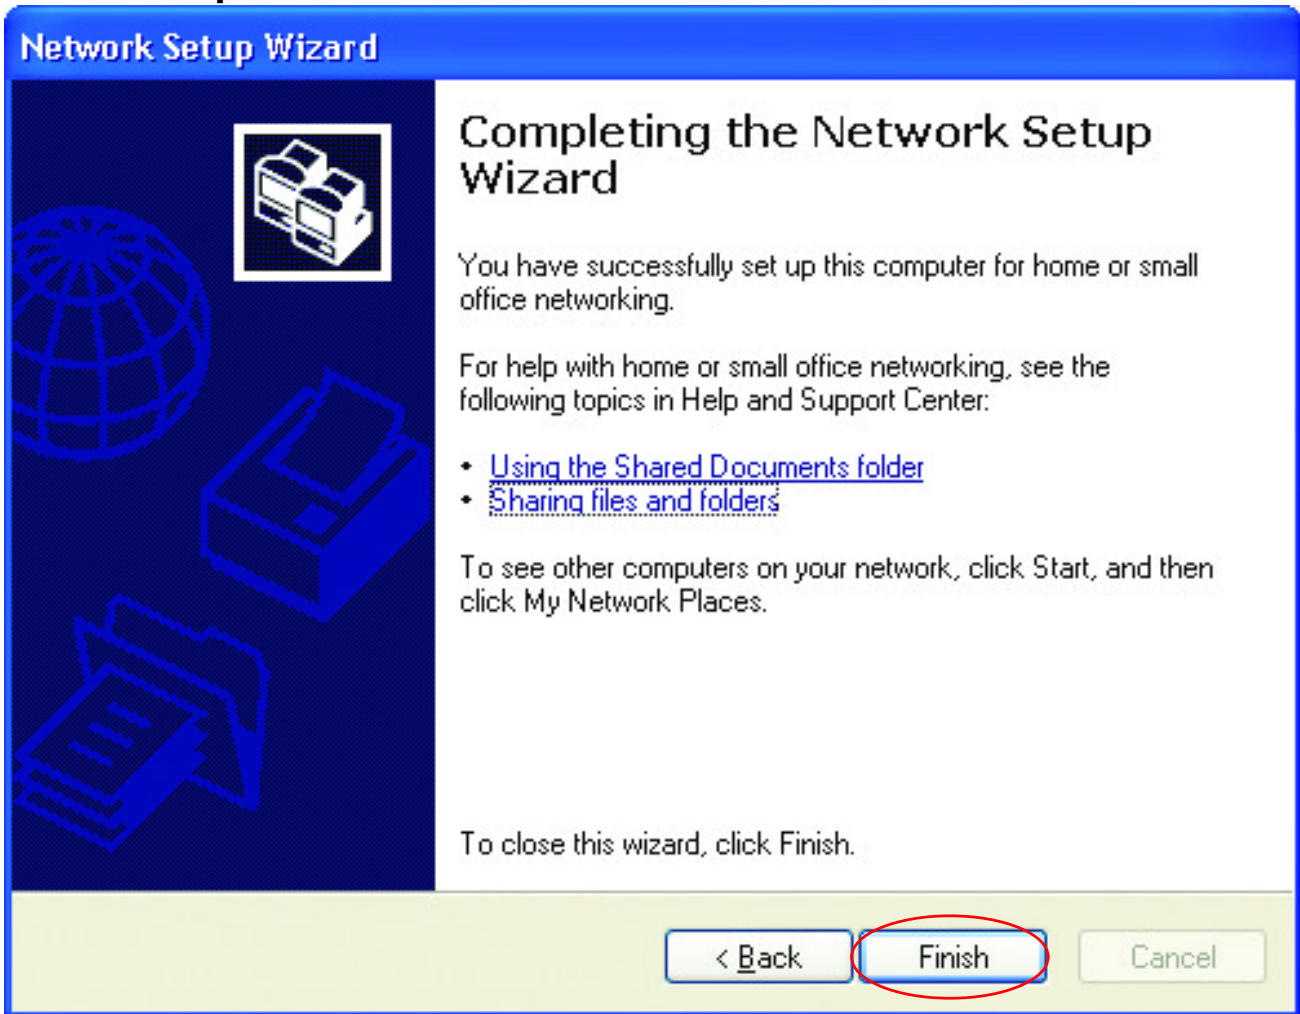 Network Setup Wizard
Completing the Network Setup
Wizard
You have successfully set up this computer for home or small
office networking.
For help with home or small office networking, see the
following topics in Help and Support Center:
• Using the Shared Documents folder
• Sharing files and folders
To see other computers on your network, click Start, and then
click My Network Places.
To close this wizard, click Finish.
< Back
Finish
Cancel